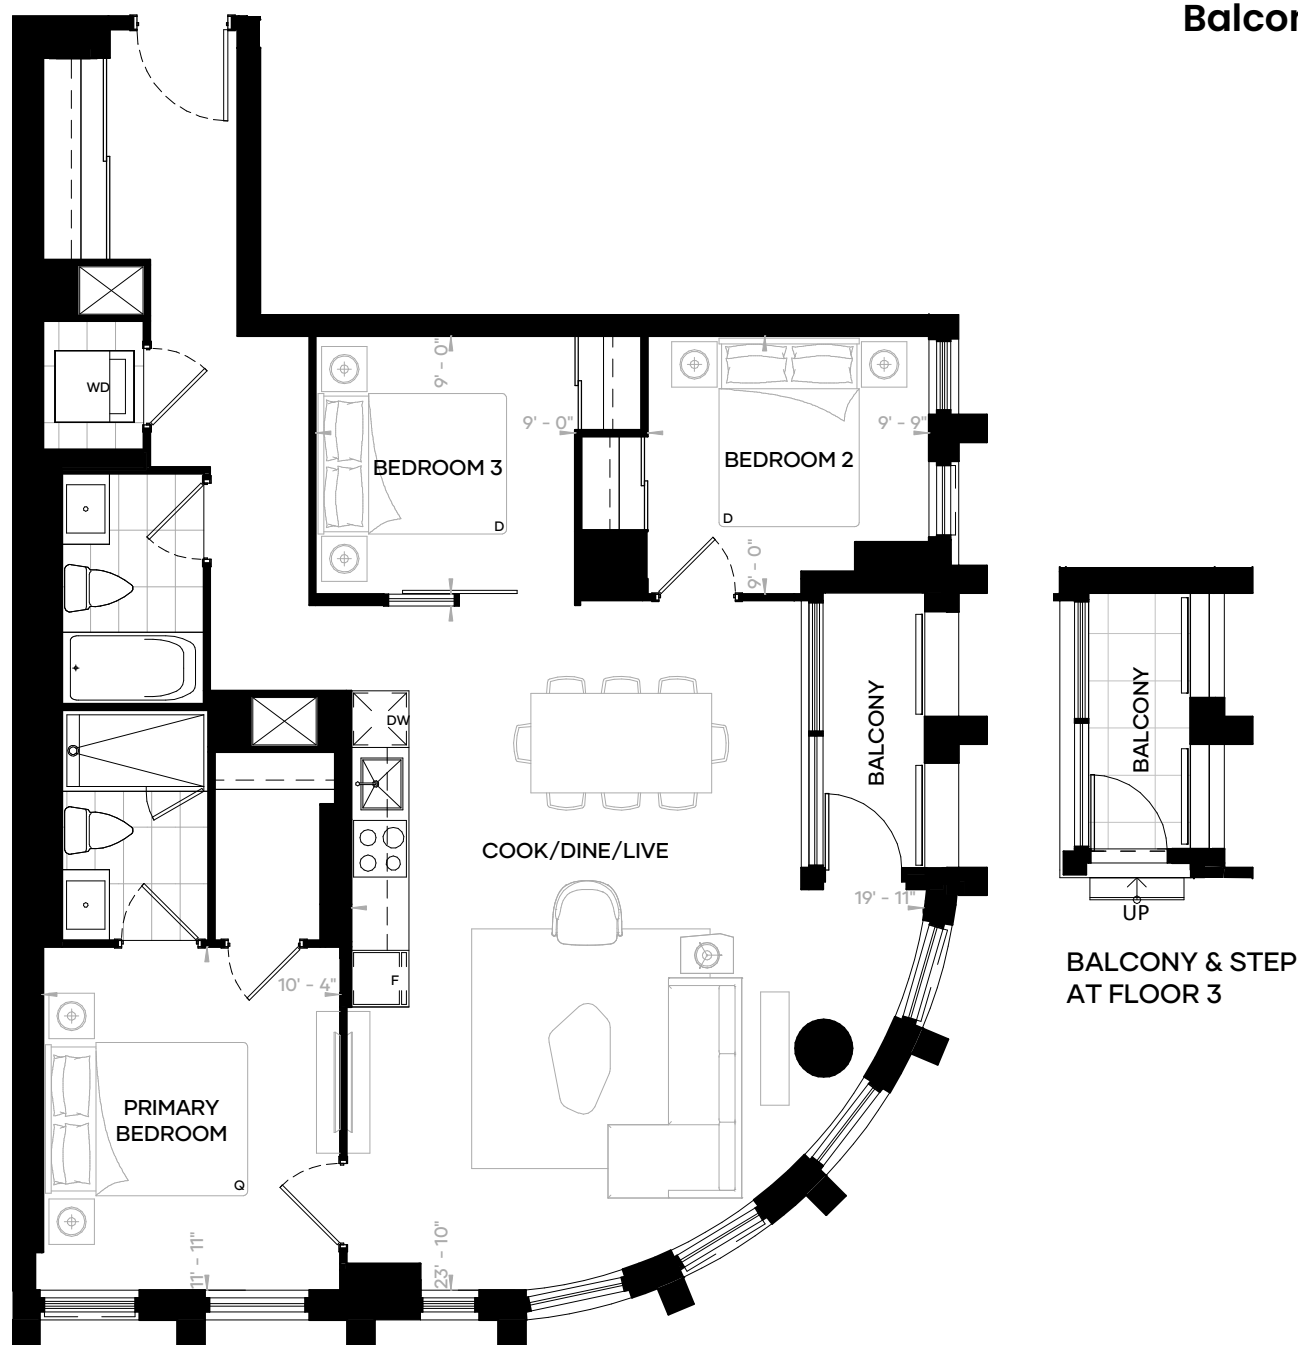 Balcon
WD
9' - 0"
9' - 0"
BEDROOM 3
D
9' - 9"
BEDROOM 2
D
9' - 0"
DW
BALCONY
BALCONY
COOK/DINE/LIVE
19' - 11"
UP
BALCONY & STEP
AT FLOOR 3
F
10' - 4"
PRIMARY
BEDROOM
Q
11' - 11"
23' - 10"